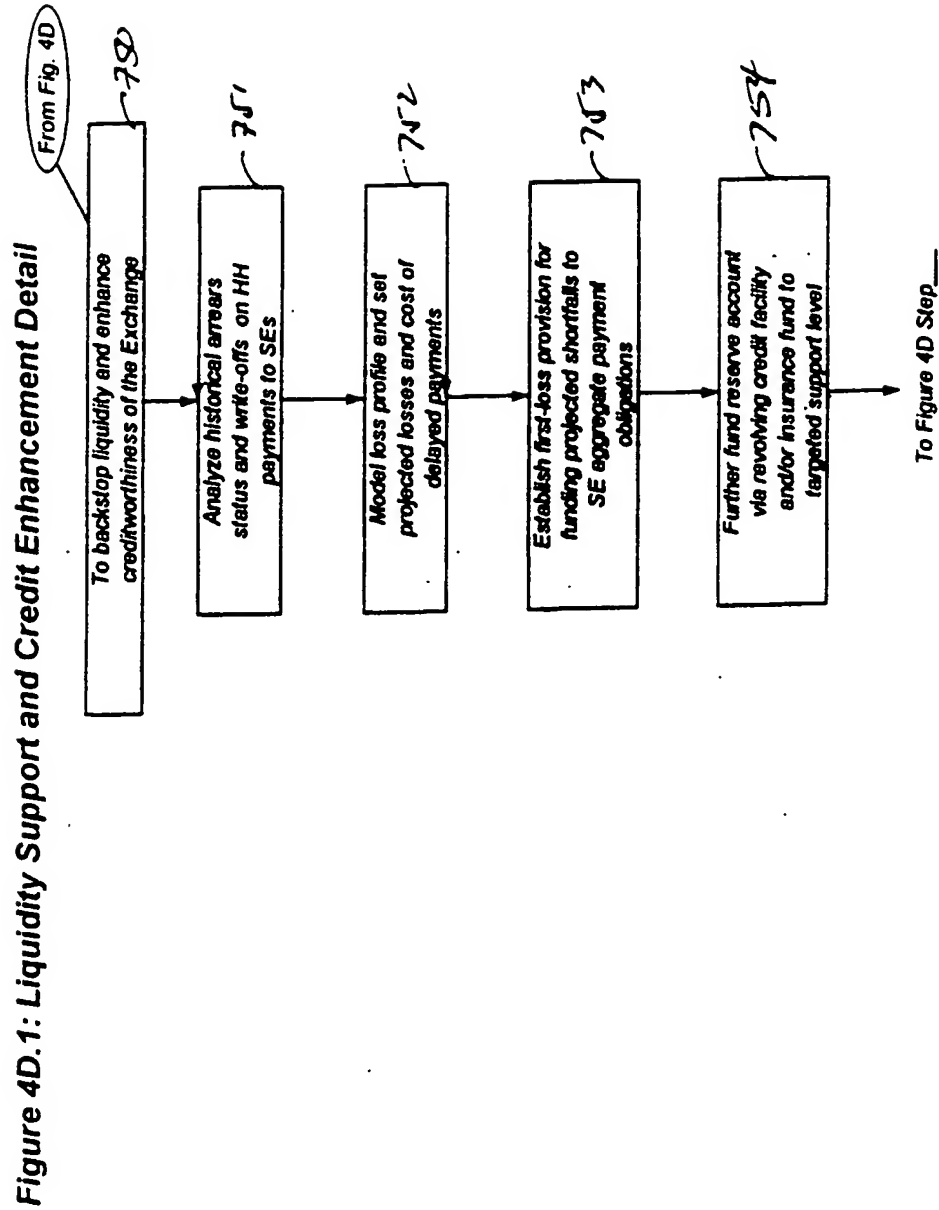 Figure 4D.1: Liquidity Support and Credit Enhancement Detail
From Fig. 4D
To backstop liquidity and enhance
creditworthiness of the Exchange
750
Analyze historical arrears
status and write-offs on HH
payments to SEs
751
Model loss profile and set
projected losses and cost of
delayed payments
752
Establish first-loss provision for
funding projected shortfalls to
SE aggregate payment
obligations
753
Further fund reserve account
via revolving credit facility
and/or insurance fund to
targeted support level
754
To Figure 4D Step__